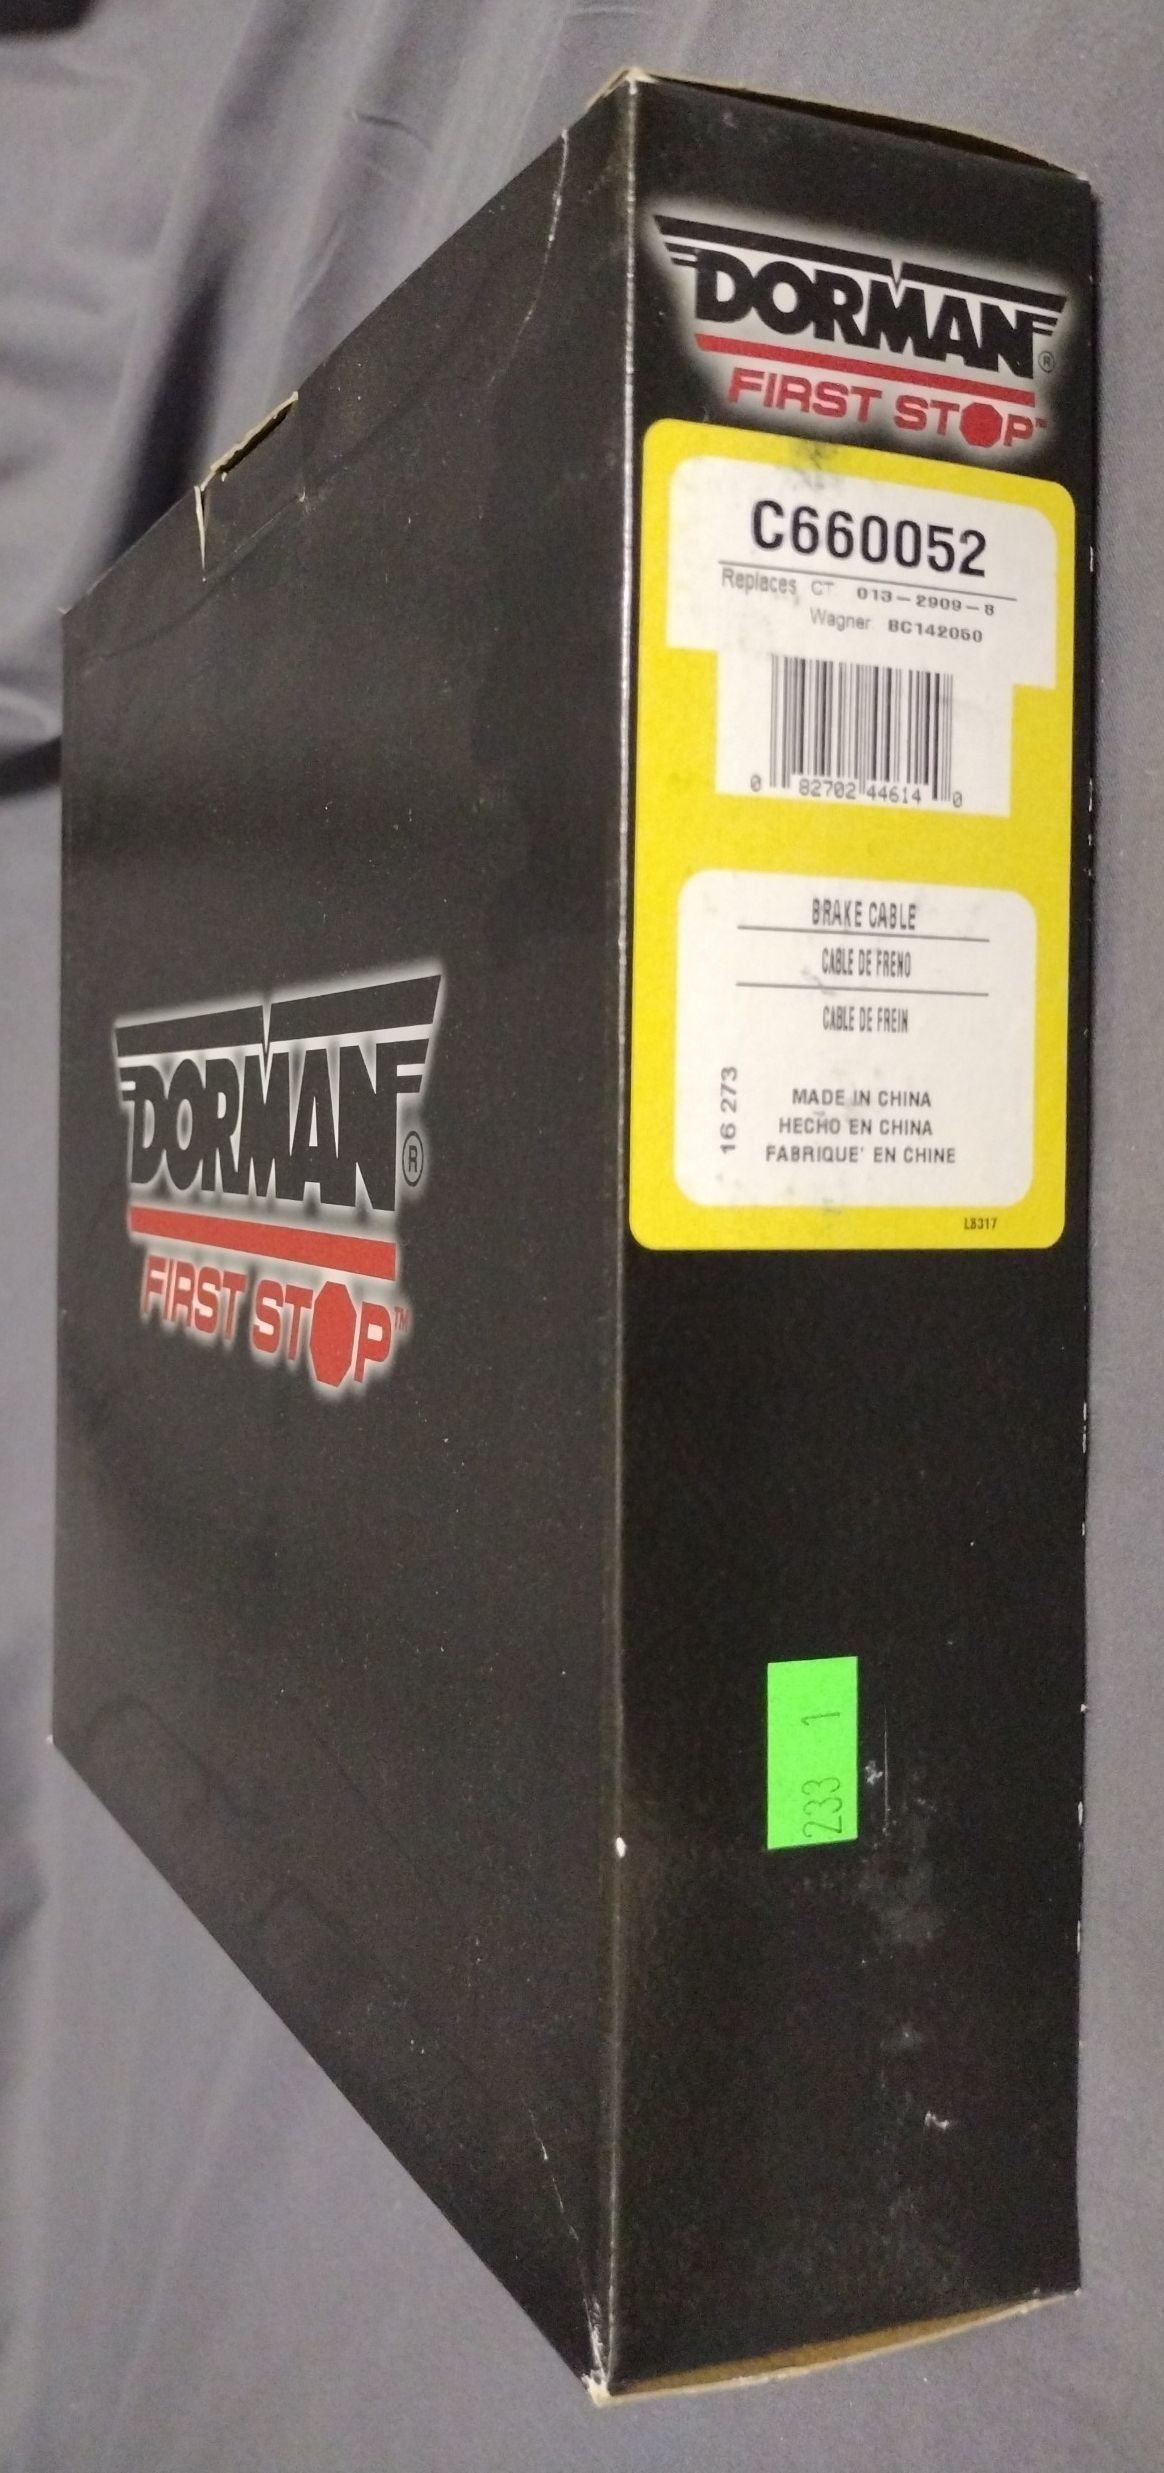 DORMAN®
FIRST STOP™
C660052
Replaces CT 013-2909-8
Wagner BC142050
0 82702 44614 0
BRAKE CABLE
CABLE DE FRENO
CABLE DE FREIN
16 273
MADE IN CHINA
HECHO EN CHINA
FABRIQUE' EN CHINE
LB317
233 1
DORMAN®
FIRST STOP™